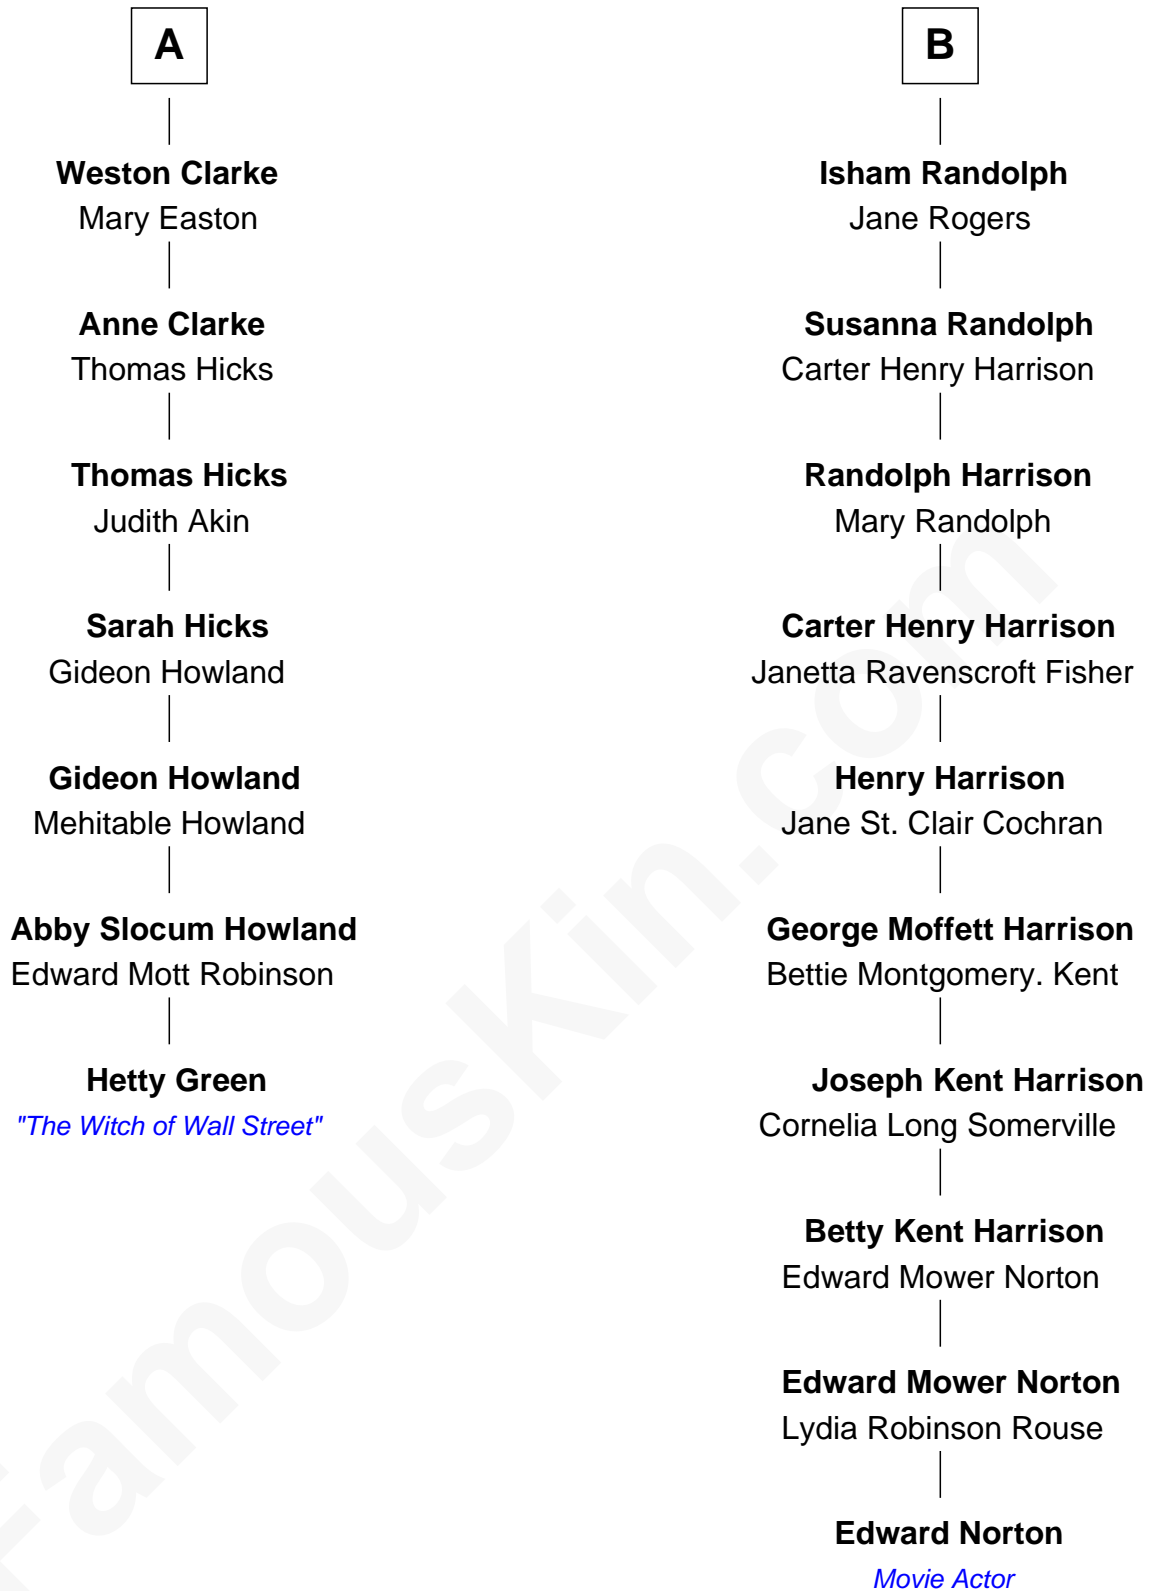 A
Weston Clarke
Mary Easton
Anne Clarke
Thomas Hicks
Thomas Hicks
Judith Akin
Sarah Hicks
Gideon Howland
Gideon Howland
Mehitable Howland
Abby Slocum Howland
Edward Mott Robinson
Hetty Green
"The Witch of Wall Street"
B
Isham Randolph
Jane Rogers
Susanna Randolph
Carter Henry Harrison
Randolph Harrison
Mary Randolph
Carter Henry Harrison
Janetta Ravenscroft Fisher
Henry Harrison
Jane St. Clair Cochran
George Moffett Harrison
Bettie Montgomery. Kent
Joseph Kent Harrison
Cornelia Long Somerville
Betty Kent Harrison
Edward Mower Norton
Edward Mower Norton
Lydia Robinson Rouse
Edward Norton
Movie Actor
FamousKin.com